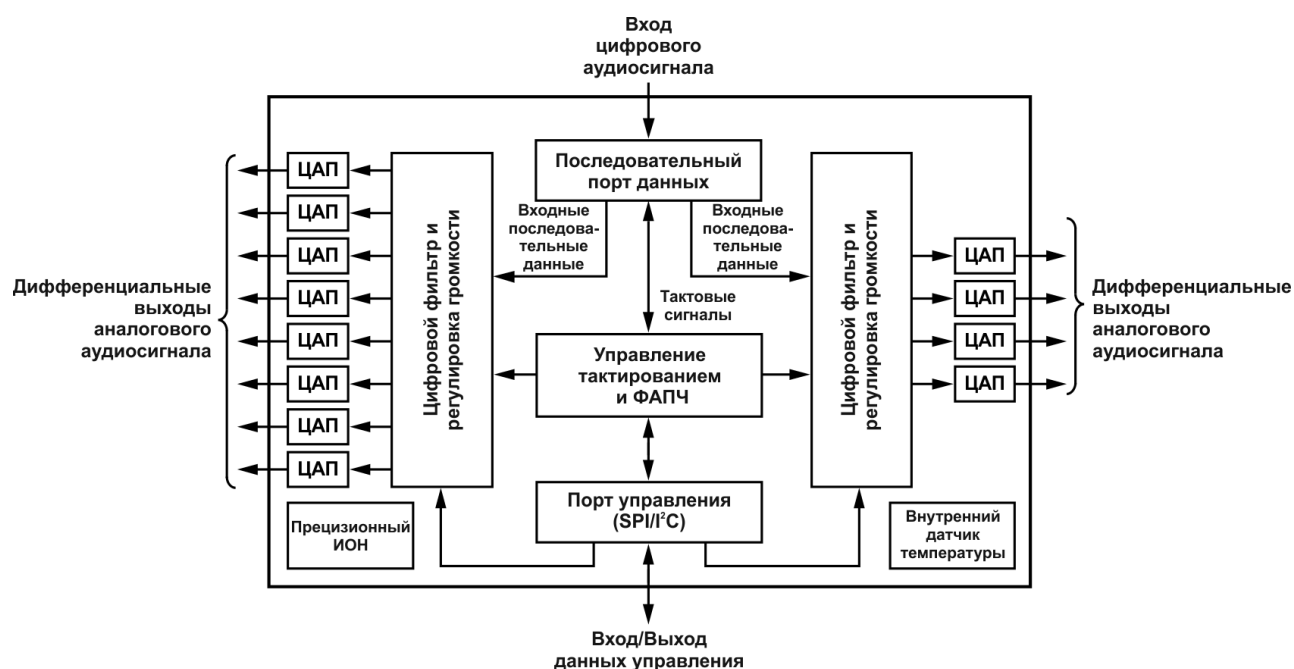 Вход
цифрового
аудиосигнала
Последовательный
порт данных
ЦАП
ЦАП
ЦАП
ЦАП
ЦАП
ЦАП
ЦАП
ЦАП
Дифференциальные
выходы
аналогового
аудиосигнала
Цифровой фильтр и
регулировка громкости
Входные
последова-
тельные
данные
Входные
последова-
тельные
данные
Тактовые
сигналы
Управление
тактированием
и ФАПЧ
Цифровой фильтр и
регулировка громкости
ЦАП
ЦАП
ЦАП
ЦАП
Дифференциальные
выходы
аналогового
аудиосигнала
Прецизионный
ИОН
Порт управления
(SPI/I²C)
Внутренний
датчик
температуры
Вход/Выход
данных управления